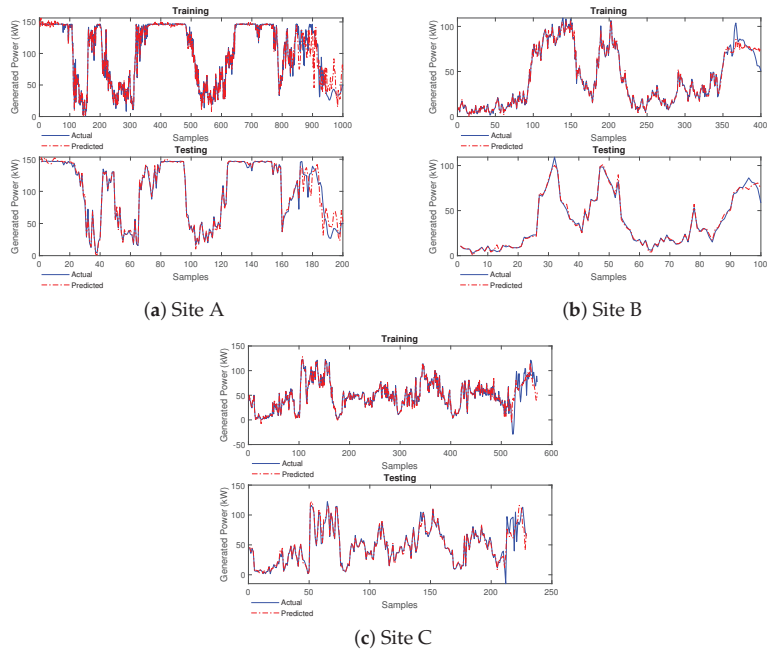 Training
Generated Power (kW)
150
100
50
0
0 100 200 300 400 500 600 700 800 900 1000
Actual
Predicted
Samples
Testing
Generated Power (kW)
150
100
50
0
0 20 40 60 80 100 120 140 160 180 200
Actual
Predicted
Samples
(a) Site A
Training
Generated Power (kW)
100
50
0
0 50 100 150 200 250 300 350 400
Actual
Predicted
Samples
Testing
Generated Power (kW)
100
50
0
0 10 20 30 40 50 60 70 80 90 100
Actual
Predicted
Samples
(b) Site B
Training
Generated Power (kW)
150
100
50
0
-50
100 200 300 400 500 600
Actual
Predicted
Samples
Testing
Generated Power (kW)
150
100
50
0
0 50 100 150 200 250
Actual
Predicted
Samples
(c) Site C